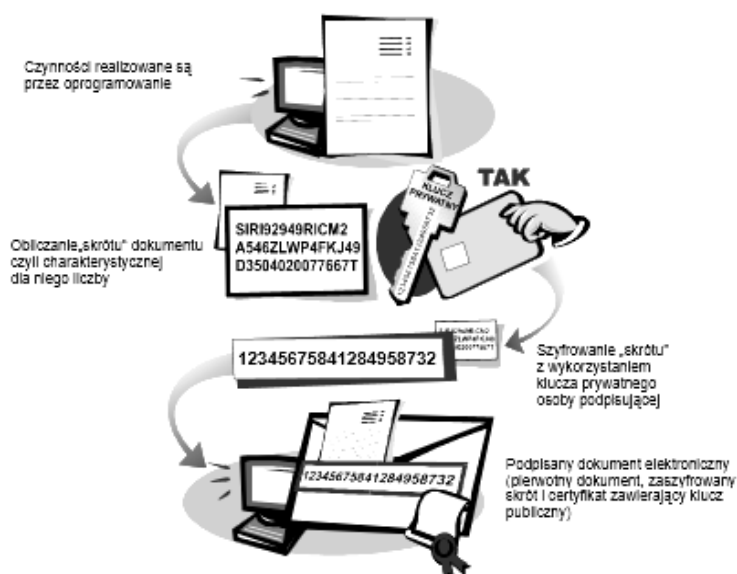 Czynności realizowane są
przez oprogramowanie
TAK
KLUCZ
PRYWATNY
12345675841284958732
SIRI92949RICM2
A546ZLWP4FKJ49
D3504020077667T
Obliczanie„skrótu" dokumentu
czyli charakterystycznej
dla niego liczby
12345675841284958732
Szyfrowanie „skrótu"
z wykorzystaniem
klucza prywatnego
osoby podpisującej
12345675841284958732
Podpisany dokument elektroniczny
(pierwotny dokument, zaszyfrowany
skrót i certyfikat zawierający klucz
publiczny)